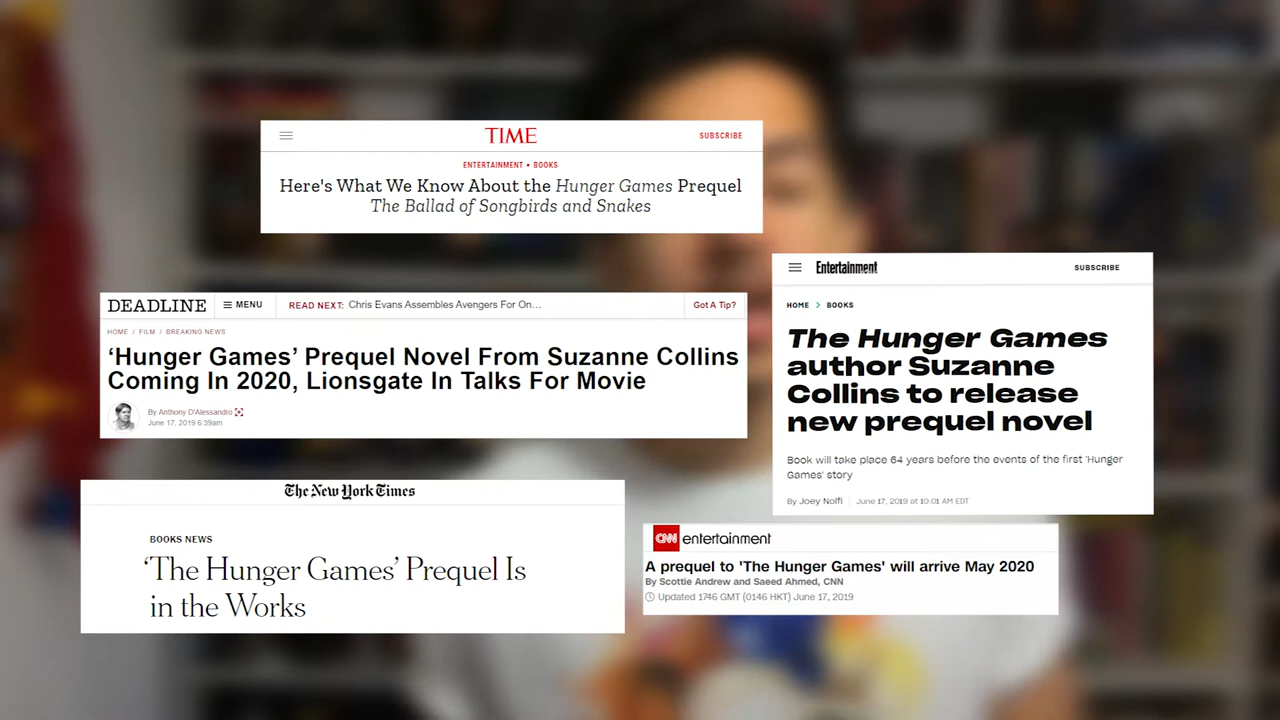 TIME
SUBSCRIBE
ENTERTAINMENT • BOOKS
Here's What We Know About the Hunger Games Prequel
The Ballad of Songbirds and Snakes
DEADLINE
MENU
READ NEXT: Chris Evans Assembles Avengers For On…
Got A Tip?
HOME / FILM / BREAKING NEWS
‘Hunger Games’ Prequel Novel From Suzanne Collins
Coming In 2020, Lionsgate In Talks For Movie
By Anthony D'Alessandro
June 17, 2019 6:39am
Entertainment
SUBSCRIBE
HOME > BOOKS
The Hunger Games
author Suzanne
Collins to release
new prequel novel
Book will take place 64 years before the events of the first 'Hunger
Games' story
By Joey Nolfi | June 17, 2019 at 10:01 AM EDT
The New York Times
BOOKS NEWS
‘The Hunger Games’ Prequel Is
in the Works
CNN entertainment
A prequel to 'The Hunger Games' will arrive May 2020
By Scottie Andrew and Saeed Ahmed, CNN
Updated 1746 GMT (0146 HKT) June 17, 2019